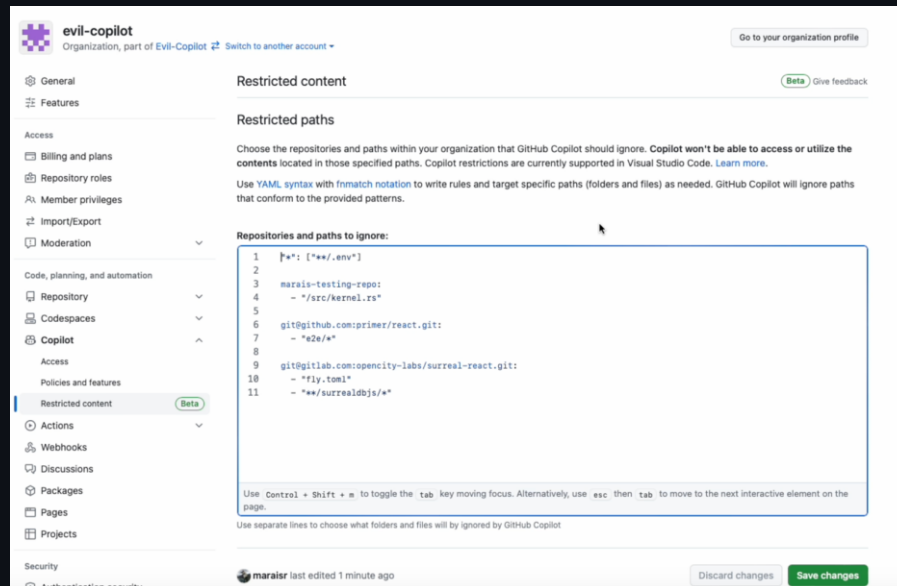 evil-copilot
Organization, part of Evil-Copilot Switch to another account
Go to your organization profile
General
Features
Access
Billing and plans
Repository roles
Member privileges
Import/Export
Moderation
Code, planning, and automation
Repository
Codespaces
Copilot
Access
Policies and features
Restricted content Beta
Actions
Webhooks
Discussions
Packages
Pages
Projects
Security
Restricted content
Beta Give feedback
Restricted paths
Choose the repositories and paths within your organization that GitHub Copilot should ignore. Copilot won't be able to access or utilize the
contents located in those specified paths. Copilot restrictions are currently supported in Visual Studio Code. Learn more.
Use YAML syntax with fnmatch notation to write rules and target specific paths (folders and files) as needed. GitHub Copilot will ignore paths
that conform to the provided patterns.
Repositories and paths to ignore:
1 "*": ["**/.env"]
2
3 marais-testing-repo:
4 - "/src/kernel.rs"
5
6 git@github.com:primer/react.git:
7 - "e2e/*"
8
9 git@gitlab.com:opencity-labs/surreal-react.git:
10 - "fly.toml"
11 - "**/surrealdbjs/*"
Use Control + Shift + m to toggle the tab key moving focus. Alternatively, use esc then tab to move to the next interactive element on the
page.
Use separate lines to choose what folders and files will by ignored by GitHub Copilot
maraisr last edited 1 minute ago
Discard changes
Save changes